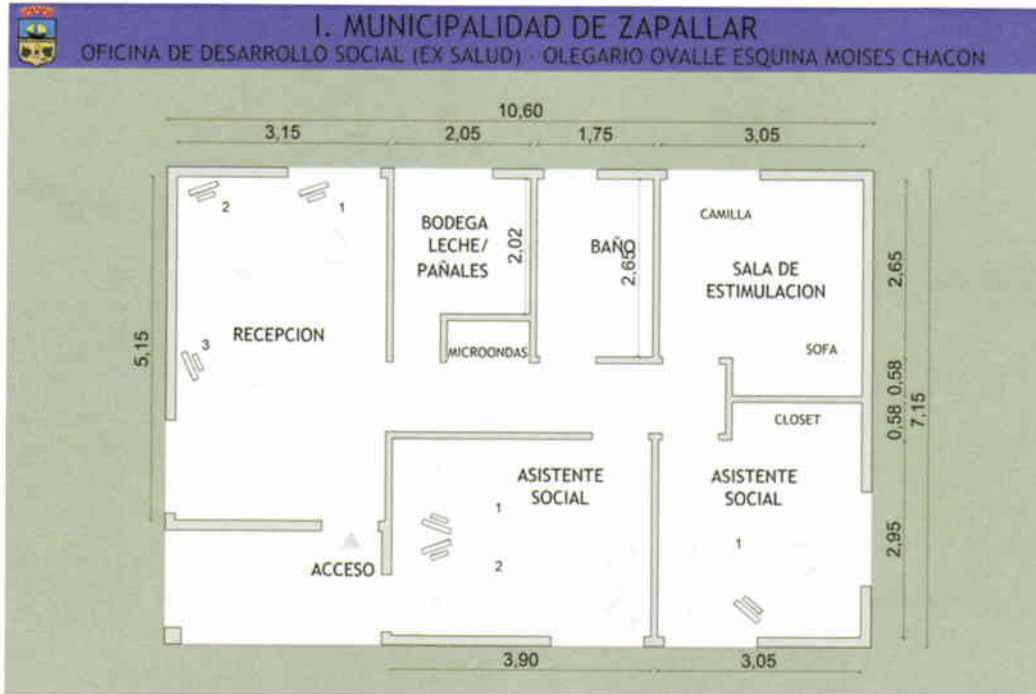 I. MUNICIPALIDAD DE ZAPALLAR
OFICINA DE DESARROLLO SOCIAL (EX SALUD) - OLEGARIO OVALLE ESQUINA MOISES CHACON
10,60
3,15
2,05
1,75
3,05
2
1
BODEGA
LECHE/
PAÑALES
2,02
BAÑO
2,65
CAMILLA
SALA DE
ESTIMULACION
2,65
5,15
RECEPCION
3
MICROONDAS
SOFA
0,58
0,58
7,15
CLOSET
ASISTENTE
SOCIAL
1
2
ASISTENTE
SOCIAL
1
2,95
ACCESO
3,90
3,05